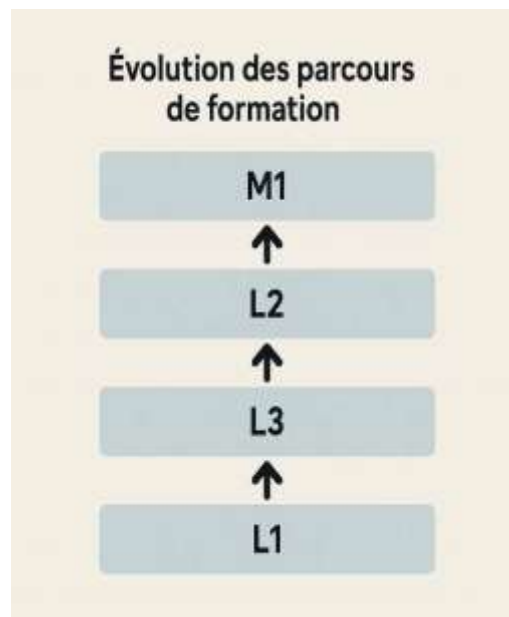 Évolution des parcours
de formation
M1
L2
L3
L1